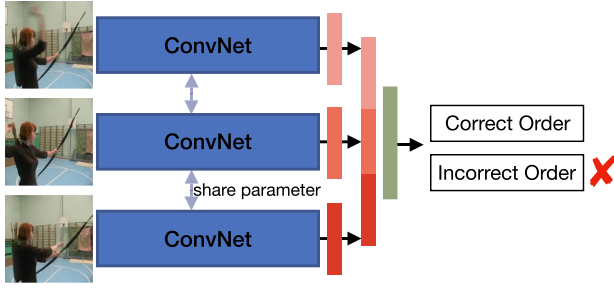 ConvNet
ConvNet
share parameter
ConvNet
Correct Order
Incorrect Order